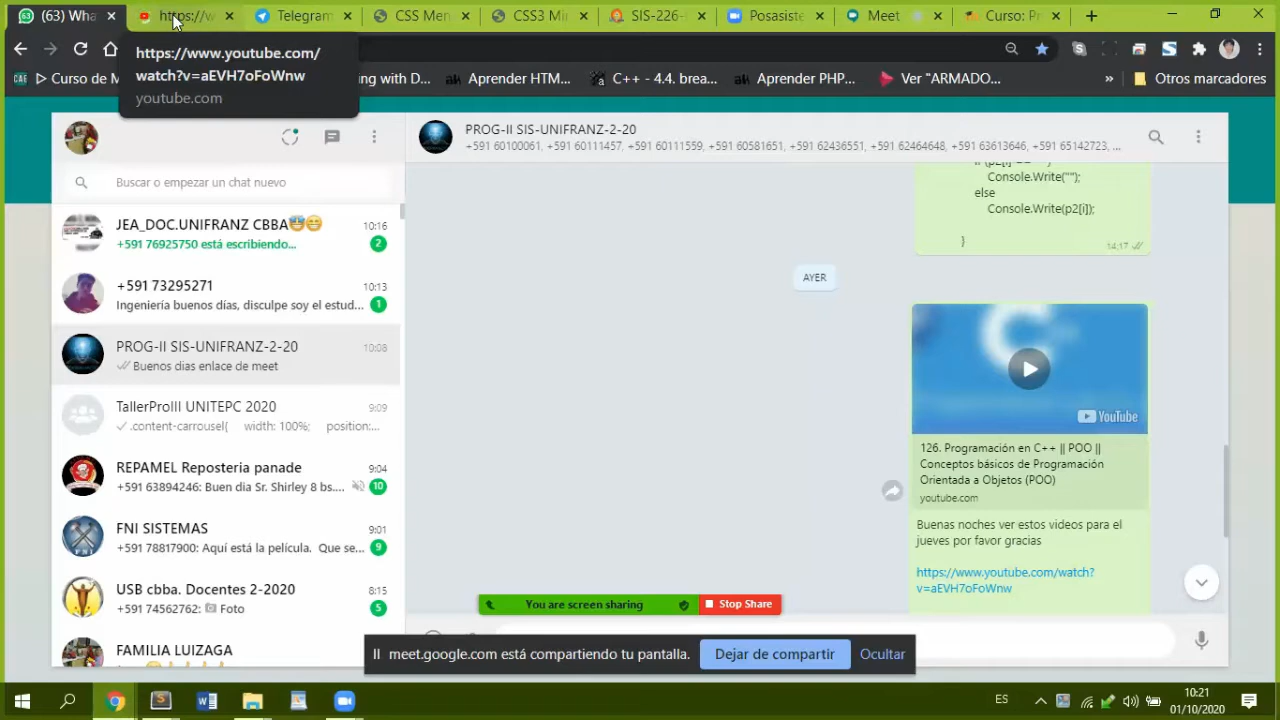 (63) Wha
https://w
Telegram
CSS Men
CSS3 Mi
SIS-226-
Posasiste
Meet
Curso: Pr
https://www.youtube.com/
watch?v=aEVH7oFoWnw
youtube.com
Curso de M
ing with D...
Aprender HTM...
C++ - 4.4. brea...
Aprender PHP...
Ver "ARMADO...
»
Otros marcadores
PROG-II SIS-UNIFRANZ-2-20
+591 60100061, +591 60111457, +591 60111559, +591 60581651, +591 62436551, +591 62464648, +591 63613646, +591 65142723, ...
Buscar o empezar un chat nuevo
JEA_DOC.UNIFRANZ CBBA😇😁
10:16
+591 76925750 está escribiendo...
2
+591 73295271
10:13
Ingeniería buenos días, disculpe soy el estud...
1
PROG-II SIS-UNIFRANZ-2-20
10:08
Buenos dias enlace de meet
TallerProIII UNITEPC 2020
9:09
.content-carrousel{ width: 100%; position:...
REPAMEL Reposteria panade
9:04
+591 63894246: Buen dia Sr. Shirley 8 bs....
10
FNI SISTEMAS
9:01
+591 78817900: Aquí está la película. Que se...
9
USB cbba. Docentes 2-2020
8:15
+591 74562762: Foto
5
FAMILIA LUIZAGA
Console.Write("");
else
Console.Write(p2[i]);
}
14:17
AYER
YouTube
126. Programación en C++ || POO ||
Conceptos básicos de Programación
Orientada a Objetos (POO)
youtube.com
Buenas noches ver estos videos para el
jueves por favor gracias
https://www.youtube.com/watch?
v=aEVH7oFoWnw
You are screen sharing
Stop Share
meet.google.com está compartiendo tu pantalla.
Dejar de compartir
Ocultar
ES
10:21
01/10/2020